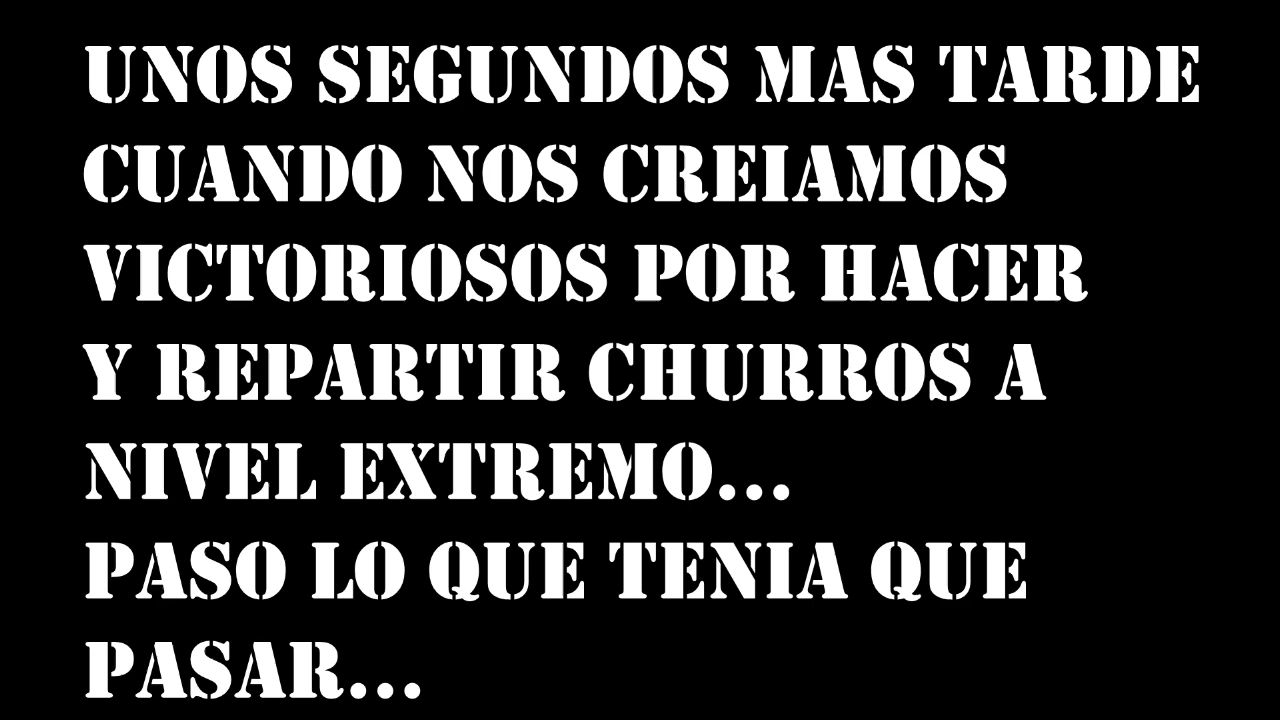 UNOS SEGUNDOS MAS TARDE
CUANDO NOS CREIAMOS
VICTORIOSOS POR HACER
Y REPARTIR CHURROS A
NIVEL EXTREMO...
PASO LO QUE TENIA QUE
PASAR...